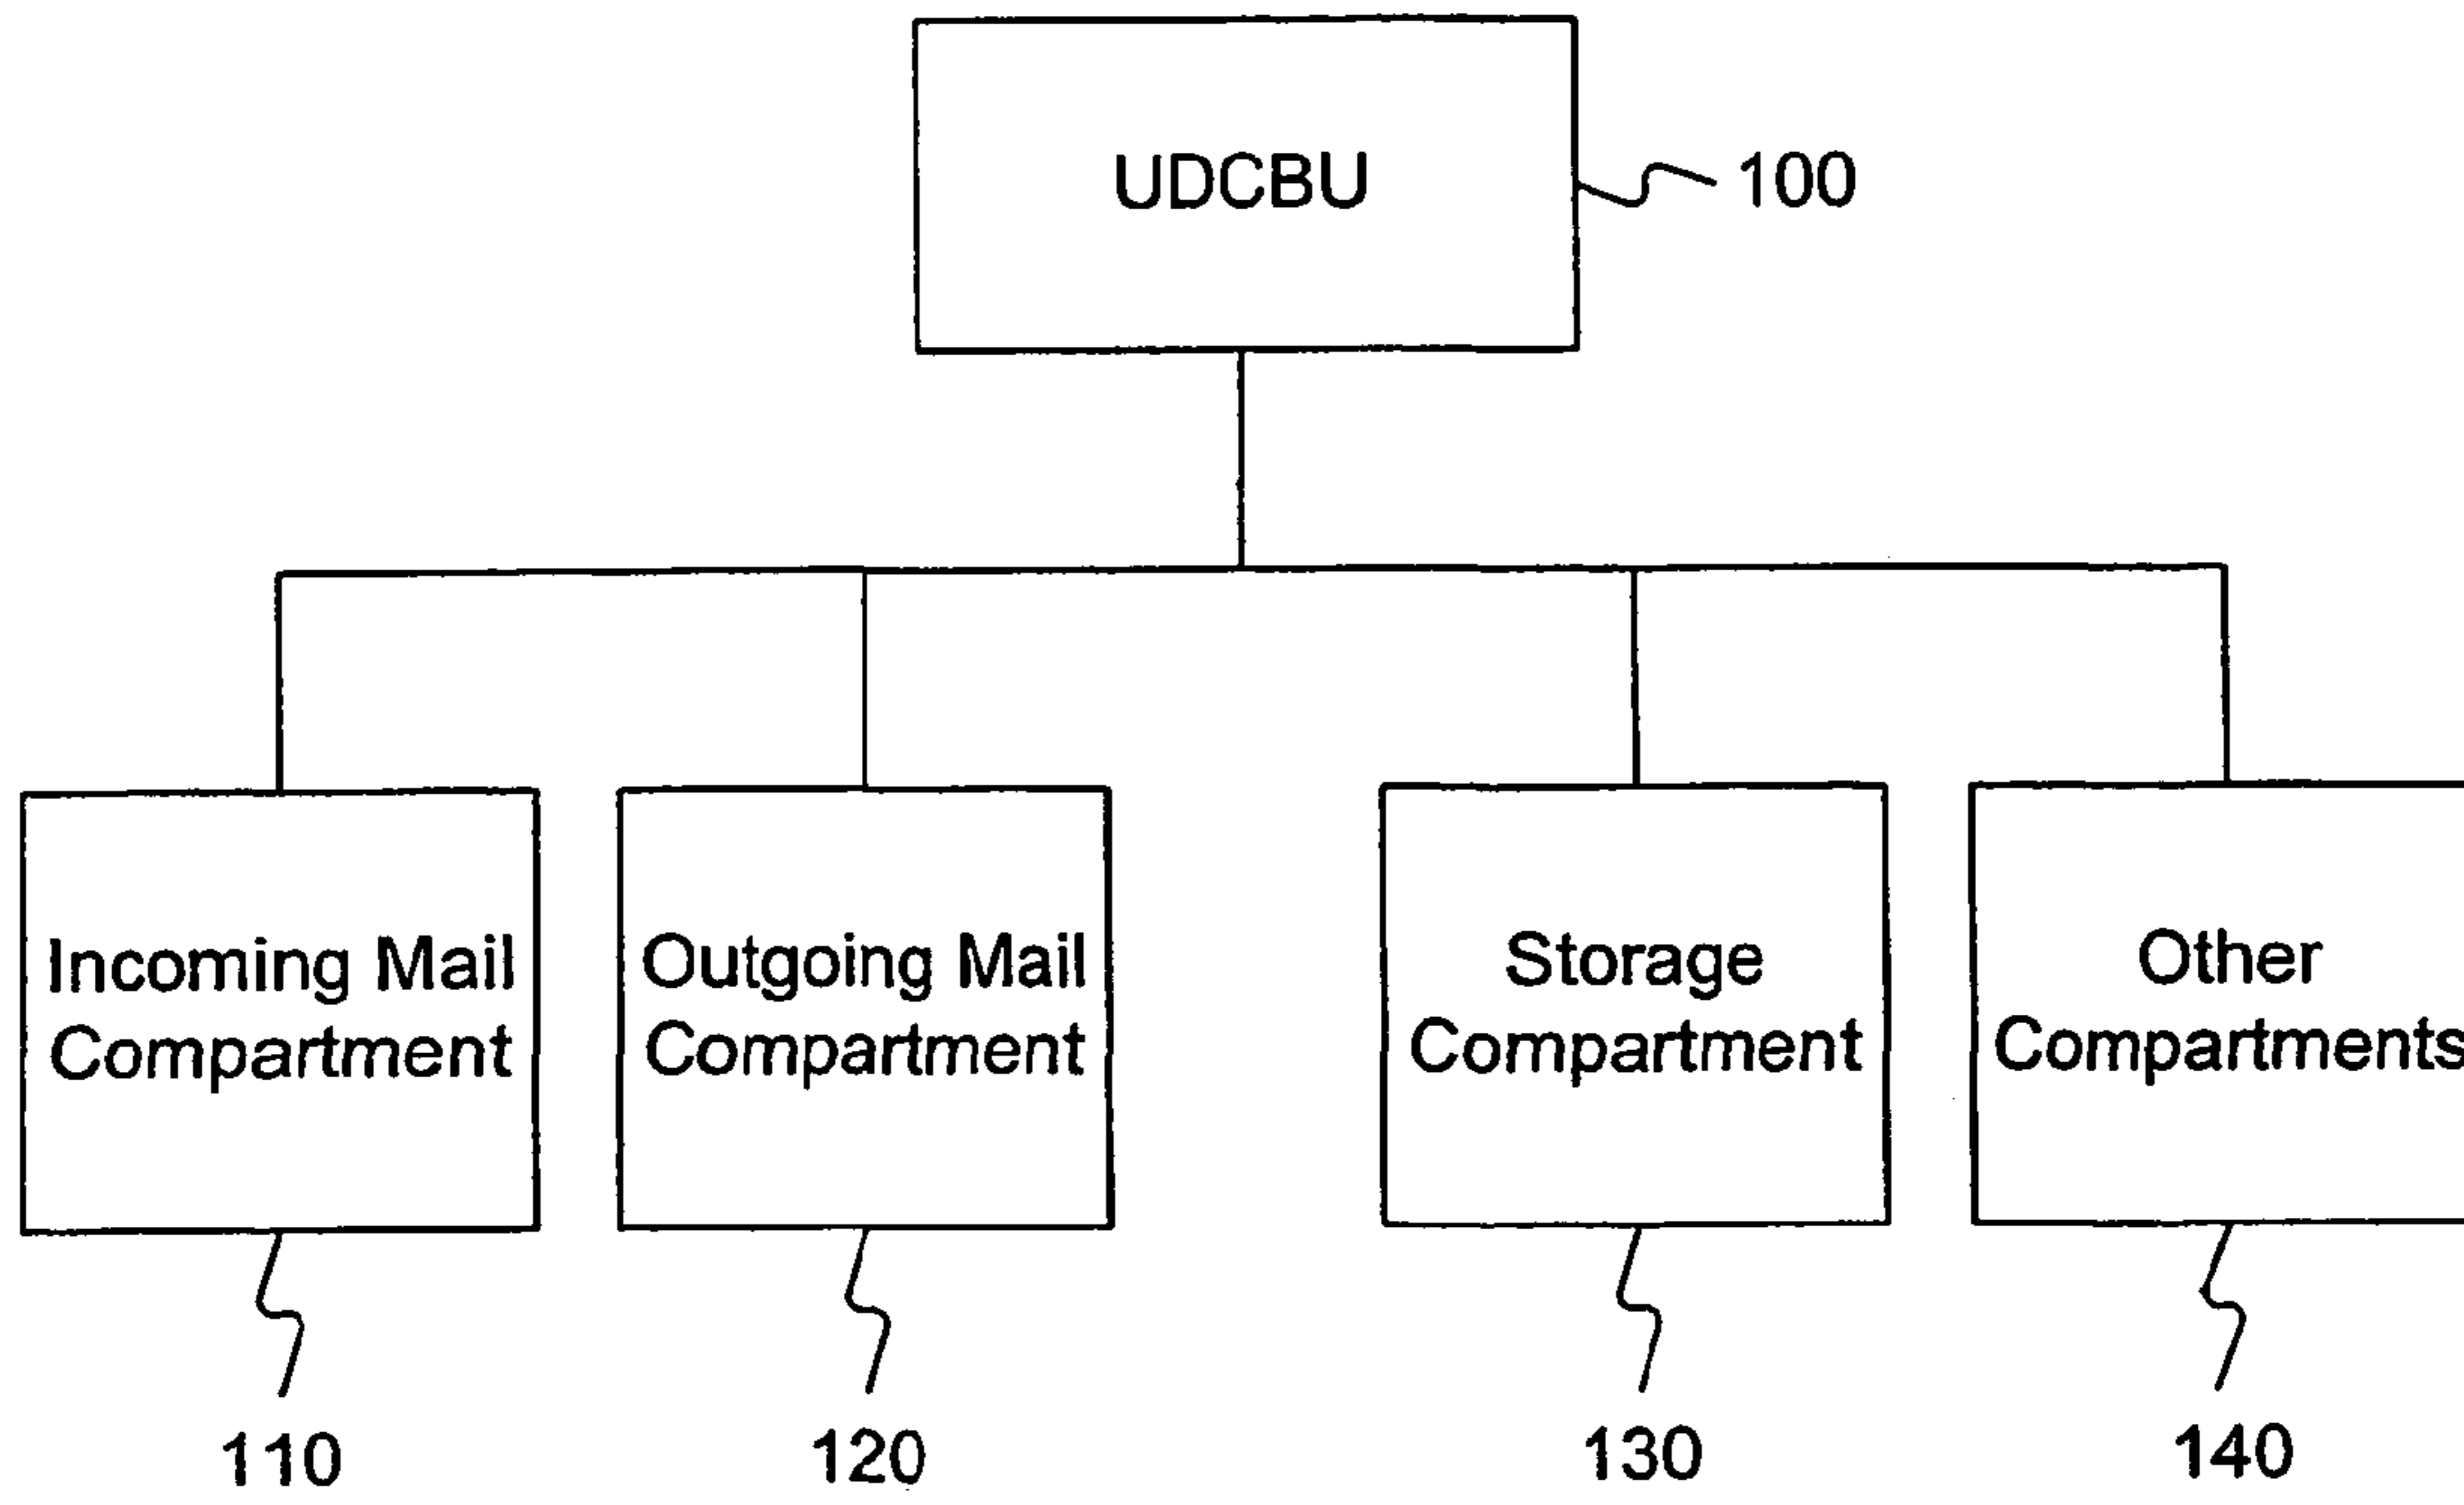 UDCBU
100
Incoming Mail
Compartment
Outgoing Mail
Compartment
Storage
Compartment
Other
Compartments
110
120
130
140